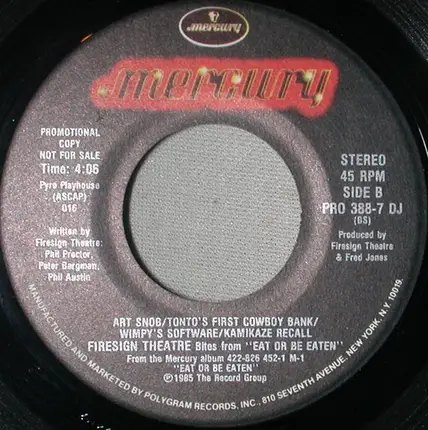 mercury
mercury
PROMOTIONAL
COPY
NOT FOR SALE
Time: 4:06
Pyro Playhouse
(ASCAP)
016
Written by
Firesign Theatre:
Phil Proctor,
Peter Bergman,
Phil Austin
STEREO
45 RPM
SIDE B
PRO 388-7 DJ
(BS)
Produced by
Firesign Theatre
& Fred Jones
ART SNOB/TONTO'S FIRST COWBOY BANK/
WIMPY'S SOFTWARE/KAMIKAZE RECALL
FIRESIGN THEATRE Bites from "EAT OR BE EATEN"
From the Mercury album 422-826 452-1 M-1
"EAT OR BE EATEN"
℗1985 The Record Group
MANUFACTURED AND MARKETED BY POLYGRAM RECORDS, INC., 810 SEVENTH AVENUE, NEW YORK, N.Y. 10019.